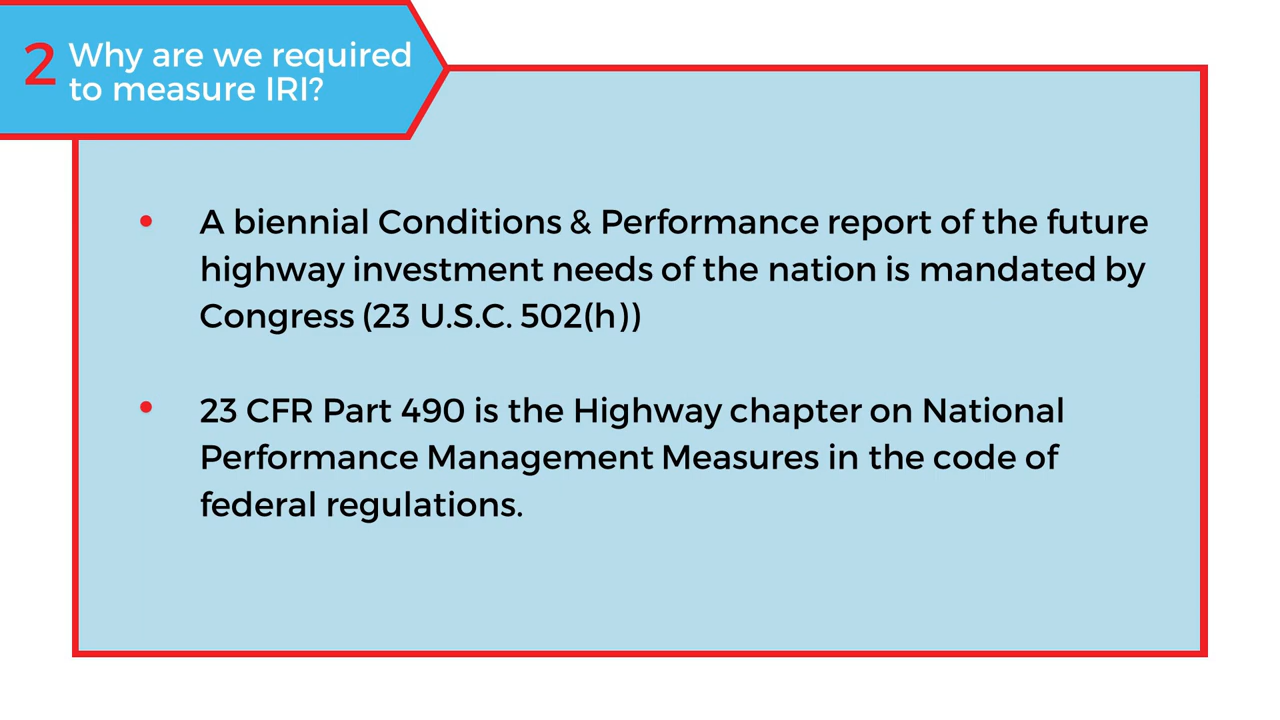 2
Why are we required
to measure IRI?
• A biennial Conditions & Performance report of the future
highway investment needs of the nation is mandated by
Congress (23 U.S.C. 502(h))
• 23 CFR Part 490 is the Highway chapter on National
Performance Management Measures in the code of
federal regulations.